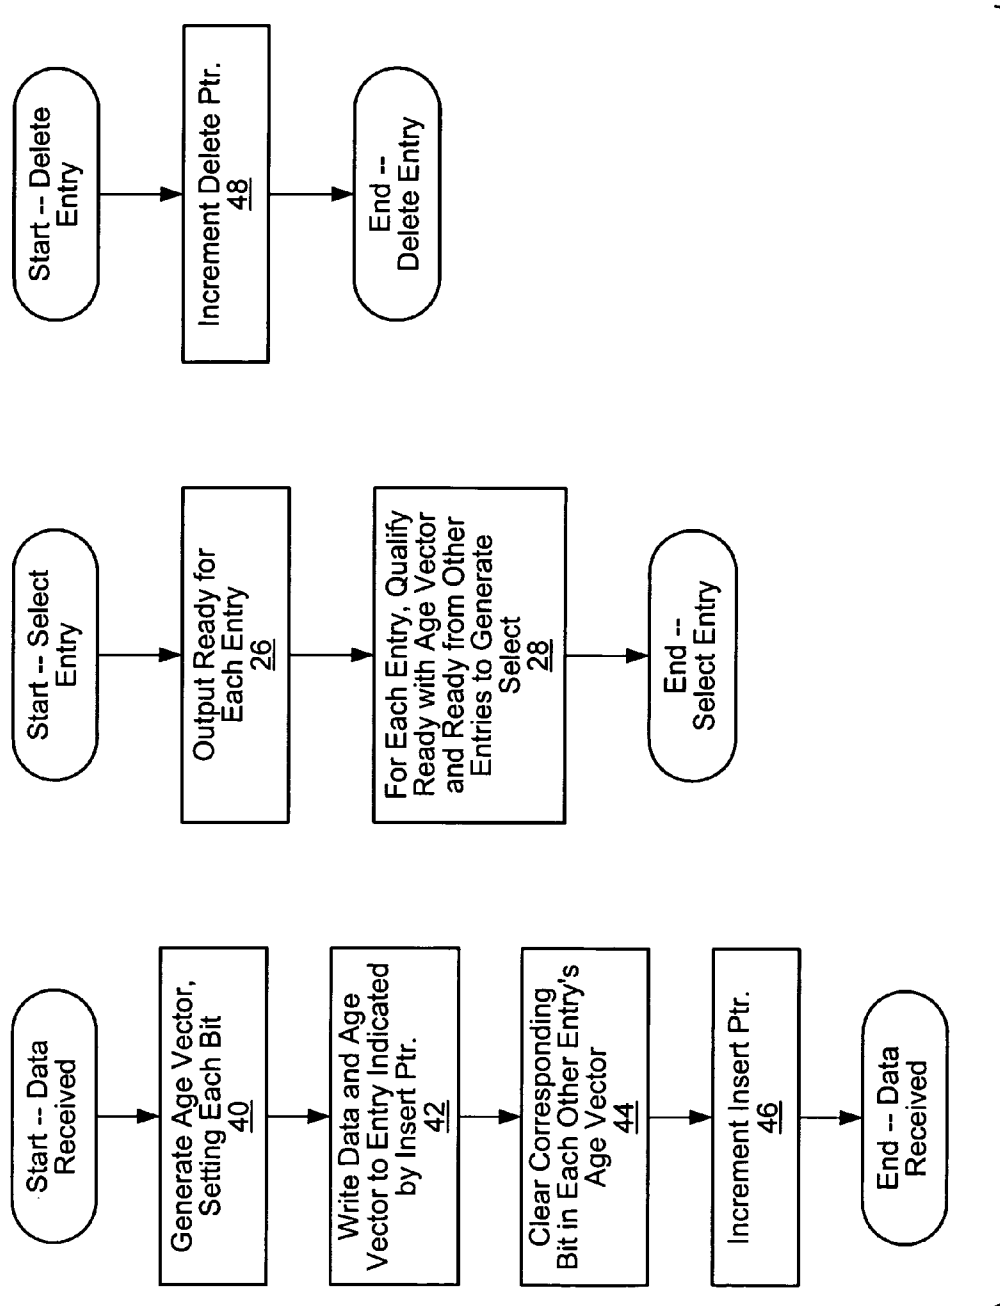 Start -- Data
Received
Generate Age Vector,
Setting Each Bit
40
Write Data and Age
Vector to Entry Indicated
by Insert Ptr.
42
Clear Corresponding
Bit in Each Other Entry's
Age Vector
44
Increment Insert Ptr.
46
End -- Data
Received
Start -- Select
Entry
Output Ready for
Each Entry
26
For Each Entry, Qualify
Ready with Age Vector
and Ready from Other
Entries to Generate
Select
28
End --
Select Entry
Start -- Delete
Entry
Increment Delete Ptr.
48
End --
Delete Entry